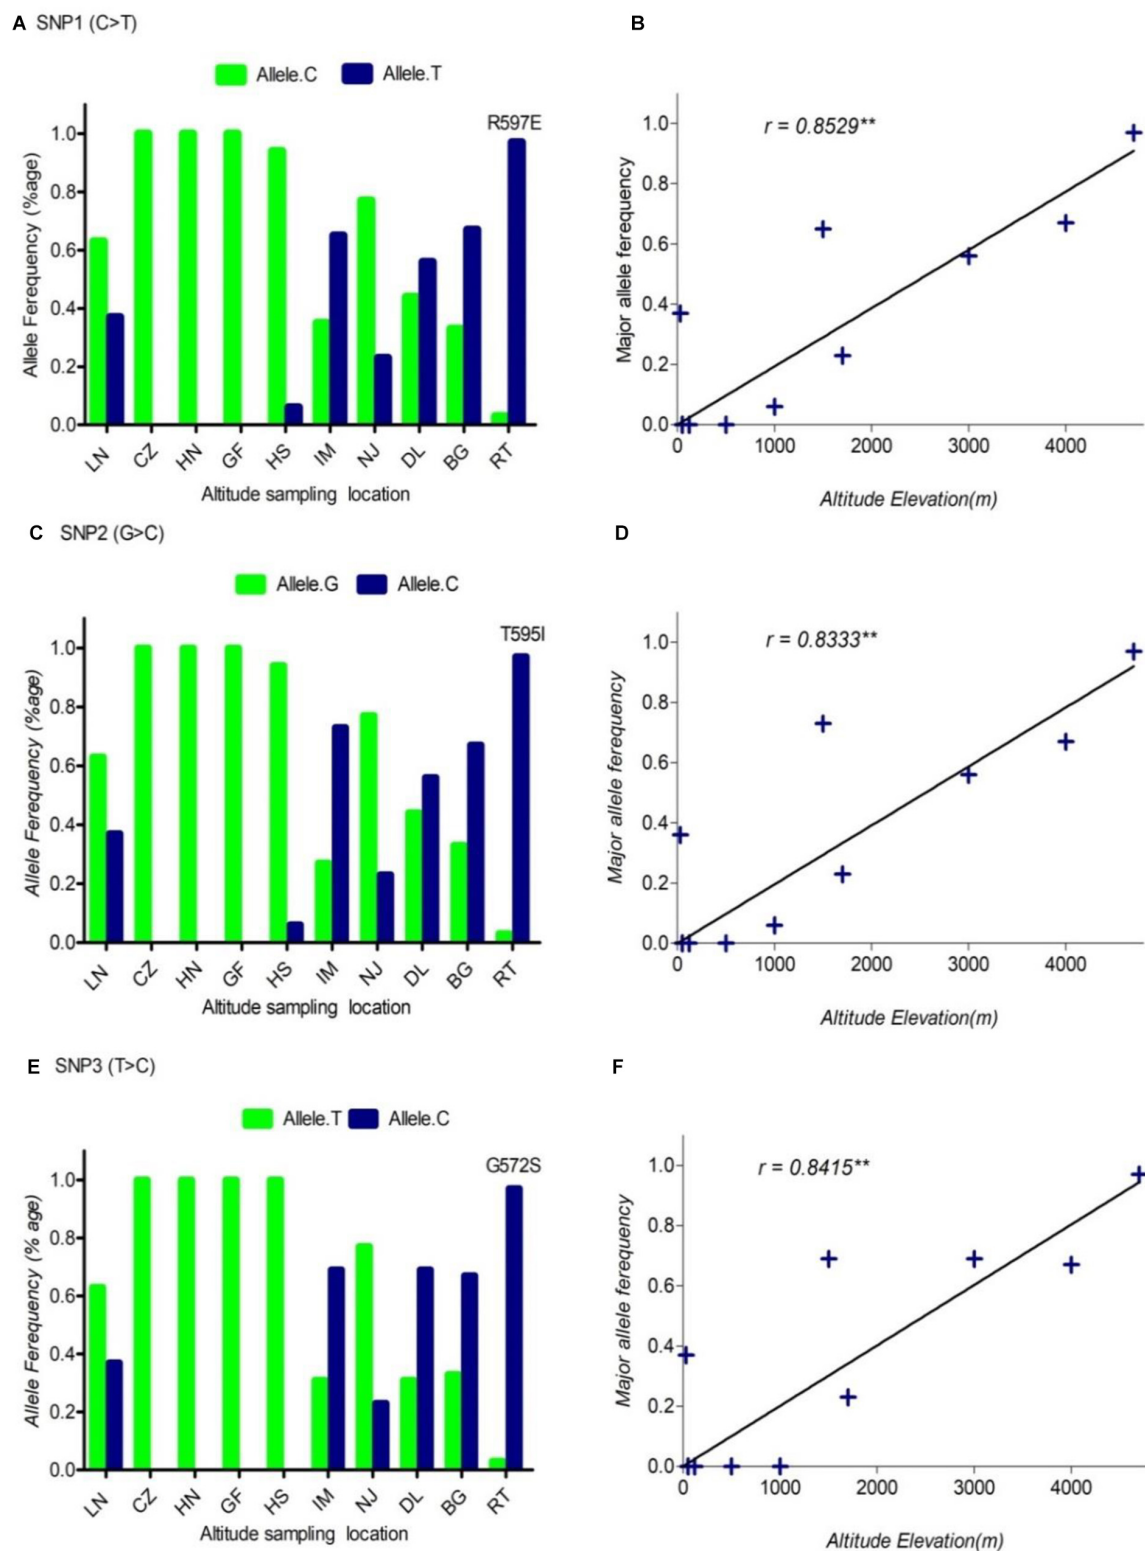 A SNP1 (C>T)
Allele.C Allele.T
R597E
Allele Ferequency (%age)
1.0
0.8
0.6
0.4
0.2
0.0
LN CZ HN GF HS IM NJ DL BG RT
Altitude sampling location
B
r = 0.8529**
Major allele ferequency
1.0
0.8
0.6
0.4
0.2
0.0
0 1000 2000 3000 4000
Altitude Elevation(m)
C SNP2 (G>C)
Allele.G Allele.C
T595I
Allele Ferequency (%age)
1.0
0.8
0.6
0.4
0.2
0.0
LN CZ HN GF HS IM NJ DL BG RT
Altitude sampling location
D
r = 0.8333**
Major allele ferequency
1.0
0.8
0.6
0.4
0.2
0.0
0 1000 2000 3000 4000
Altitude Elevation(m)
E SNP3 (T>C)
Allele.T Allele.C
G572S
Allele Ferequency (% age)
1.0
0.8
0.6
0.4
0.2
0.0
LN CZ HN GF HS IM NJ DL BG RT
Altitude sampling location
F
r = 0.8415**
Major allele ferequency
1.0
0.8
0.6
0.4
0.2
0.0
0 1000 2000 3000 4000
Altitude Elevation(m)